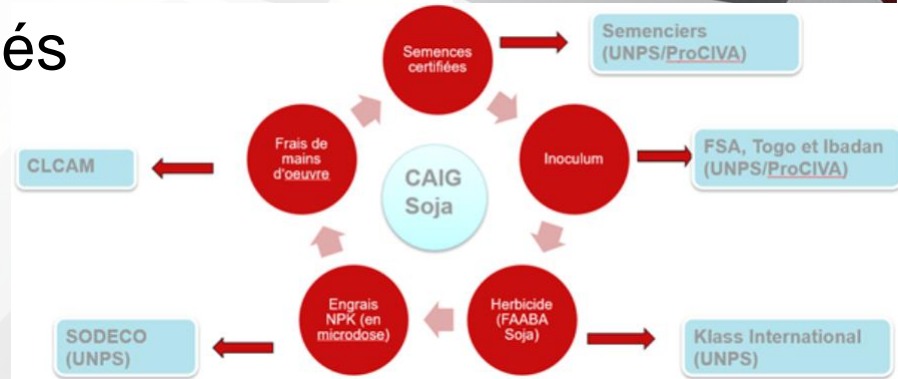 és
Semences
certifiées
Semenciers
(UNPS/ProCIVA)
Inoculum
FSA, Togo et Ibadan
(UNPS/ProCIVA)
Herbicide
(FAABA
Soja)
Klass International
(UNPS)
Engrais
NPK (en
microdose)
SODECO
(UNPS)
Frais de
mains
d'oeuvre
CLCAM
CAIG
Soja